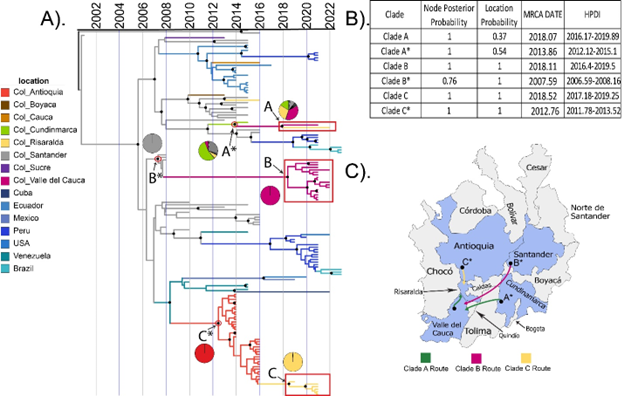 A).
2002 2004 2006 2008 2010 2012 2014 2016 2018 2020 2022
location
Col_Antioquia
Col_Boyaca
Col_Cauca
Col_Cundinmarca
Col_Risaralda
Col_Santander
Col_Sucre
Col_Valle del Cauca
Cuba
Ecuador
Mexico
Peru
USA
Venezuela
Brazil
A
A*
B
B*
C*
C
B).
Clade Node Posterior Probability Location Probability MRCA DATE HPDI
Clade A 1 0.37 2018.07 2016.17-2019.89
Clade A* 1 0.54 2013.86 2012.12-2015.1
Clade B 1 1 2018.11 2016.4-2019.5
Clade B* 0.76 1 2007.59 2006.59-2008.16
Clade C 1 1 2018.52 2017.18-2019.25
Clade C* 1 1 2012.76 2011.78-2013.52
C).
Cesar
Córdoba
Bolívar
Norte de
Santander
Antioquia
Santander
C*
B*
Chocó
Boyacá
Caldas
Cundinamarca
Risaralda
A*
Valle del
Cauca
Tolima
Quindio
Bogota
Clade A Route
Clade B Route
Clade C Route